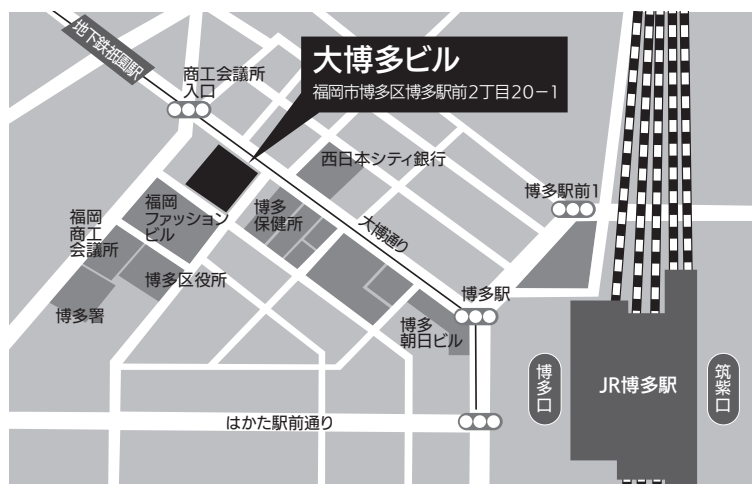 地下鉄祇園駅
商工会議所
入口
大博多ビル
福岡市博多区博多駅前2丁目20－1
西日本シティ銀行
博多駅前1
福岡
ファッション
ビル
博多
保健所
大博通り
福岡
商工
会議所
博多区役所
博多署
博多駅
博多
朝日ビル
博多口
JR博多駅
筑紫口
はかた駅前通り